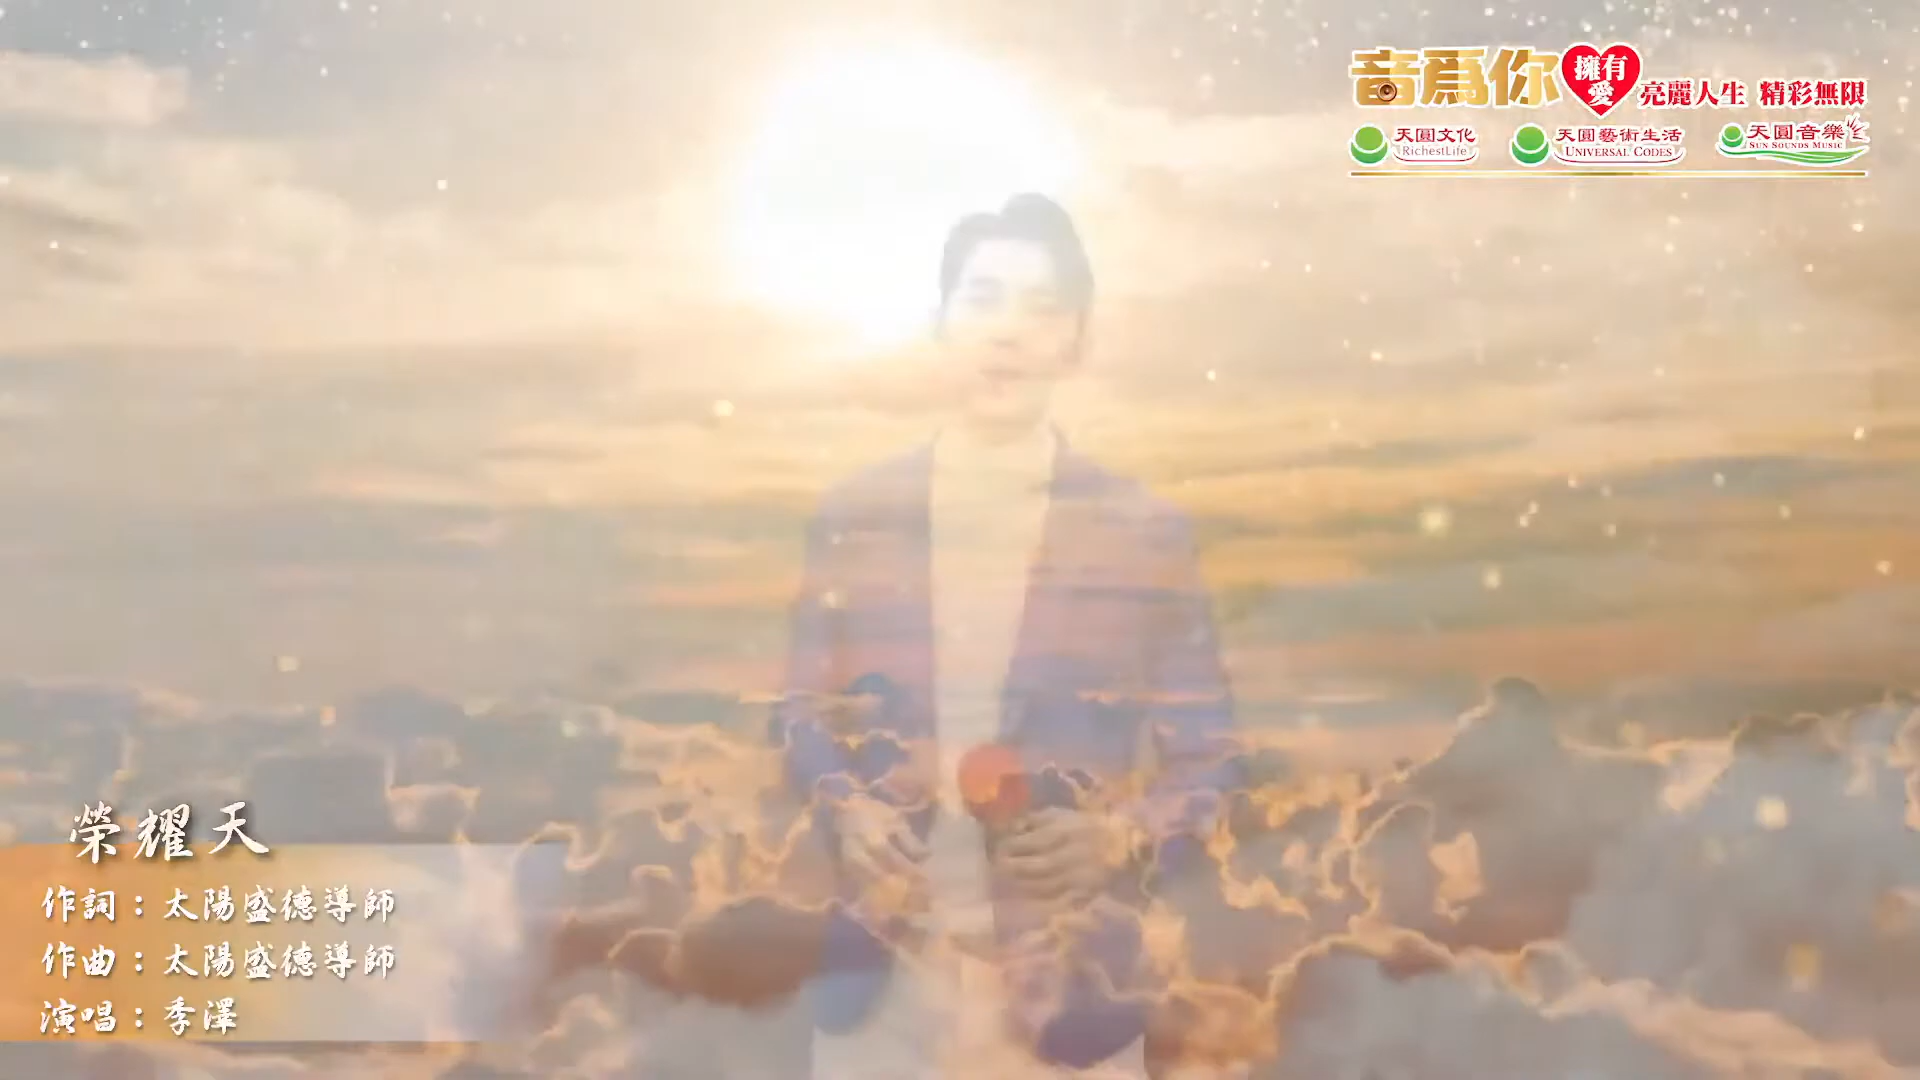 音為你 擁有愛 亮麗人生 精彩無限
天圓文化 RichestLife
天圓藝術生活 UNIVERSAL CODES
天圓音樂 SUN SOUNDS MUSIC
榮耀天
作詞：太陽盛德導師
作曲：太陽盛德導師
演唱：季澤